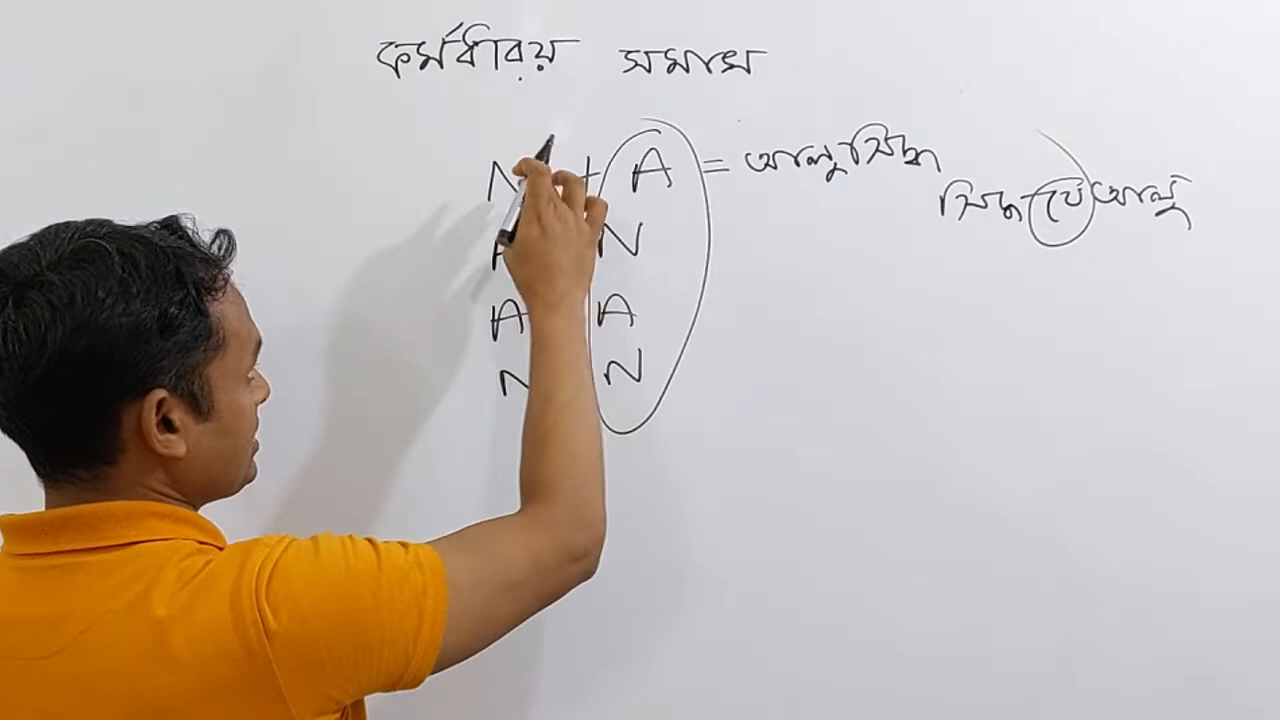 কর্মধারয় সমাস
N + A = আলুসিদ্ধ
সিদ্ধ যে আলু
N
A A
N N